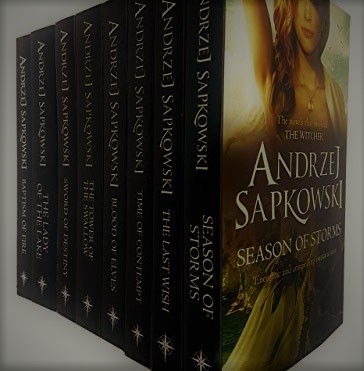 ANDRZEJ SAPKOWSKI
BAPTISM OF FIRE
ANDRZEJ SAPKOWSKI
THE LADY
OF THE LAKE
ANDRZEJ SAPKOWSKI
SWORD OF DESTINY
ANDRZEJ SAPKOWSKI
THE TOWER OF
THE SWALLOW
ANDRZEJ SAPKOWSKI
BLOOD OF ELVES
ANDRZEJ SAPKOWSKI
TIME OF CONTEMPT
ANDRZEJ SAPKOWSKI
THE LAST WISH
ANDRZEJ SAPKOWSKI
SEASON OF
STORMS
The
THE WITCHER
ANDRZEJ
SAPKOWSKI
SEASON OF STORMS
and